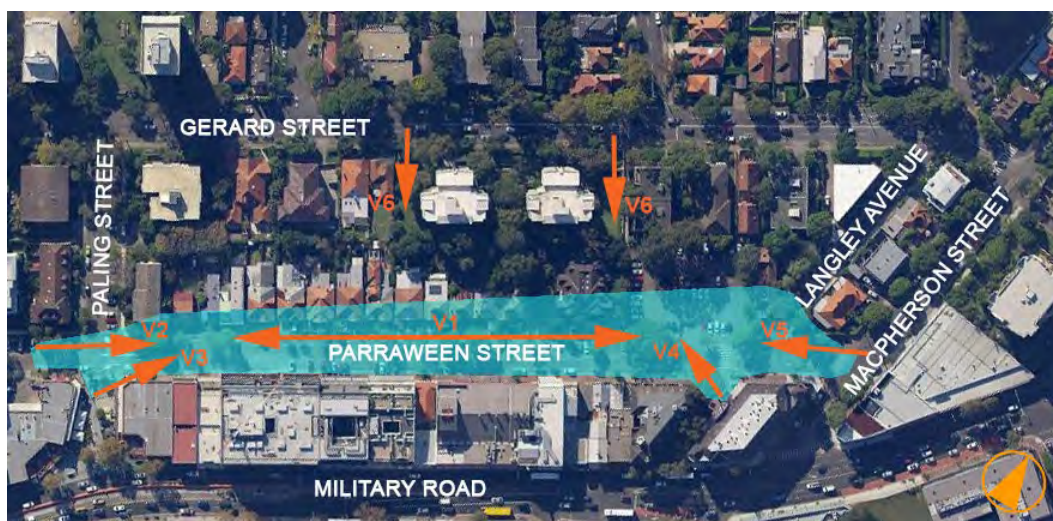 GERARD STREET
PALING STREET
V6
V6
LANGLEY AVENUE
MACPHERSON STREET
V2
V1
V3
PARRAWEEN STREET
V4
V5
MILITARY ROAD